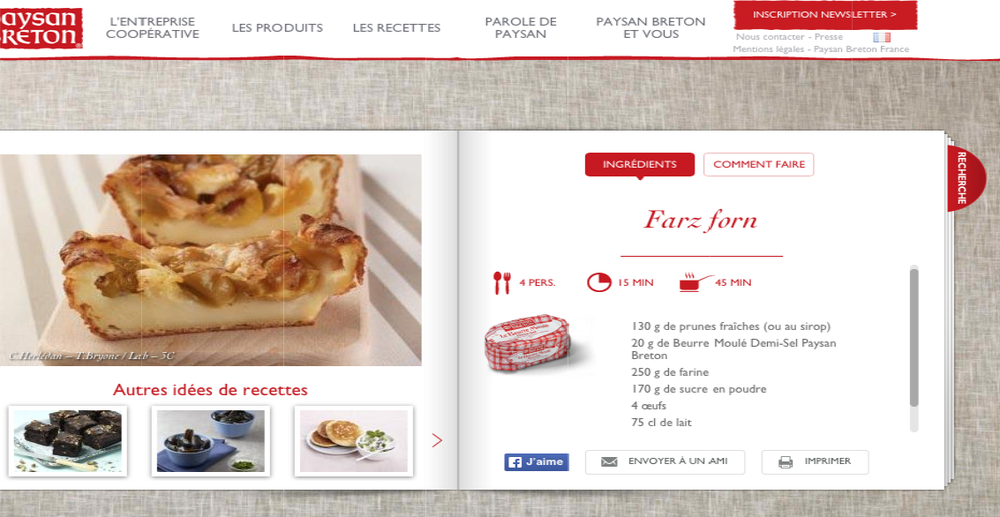 Paysan
BRETON
L'ENTREPRISE
COOPÉRATIVE
LES PRODUITS
LES RECETTES
PAROLE DE
PAYSAN
PAYSAN BRETON
ET VOUS
INSCRIPTION NEWSLETTER >
Nous contacter - Presse
Mentions légales - Paysan Breton France
RECHERCHE
INGRÉDIENTS
COMMENT FAIRE
Farz forn
4 PERS.
15 MIN
45 MIN
Le Beurre Moulé
130 g de prunes fraîches (ou au sirop)
20 g de Beurre Moulé Demi-Sel Paysan
Breton
250 g de farine
170 g de sucre en poudre
4 œufs
75 cl de lait
C.Herlédan – T.Bryone / Lab – 5C
Autres idées de recettes
J'aime
ENVOYER À UN AMI
IMPRIMER